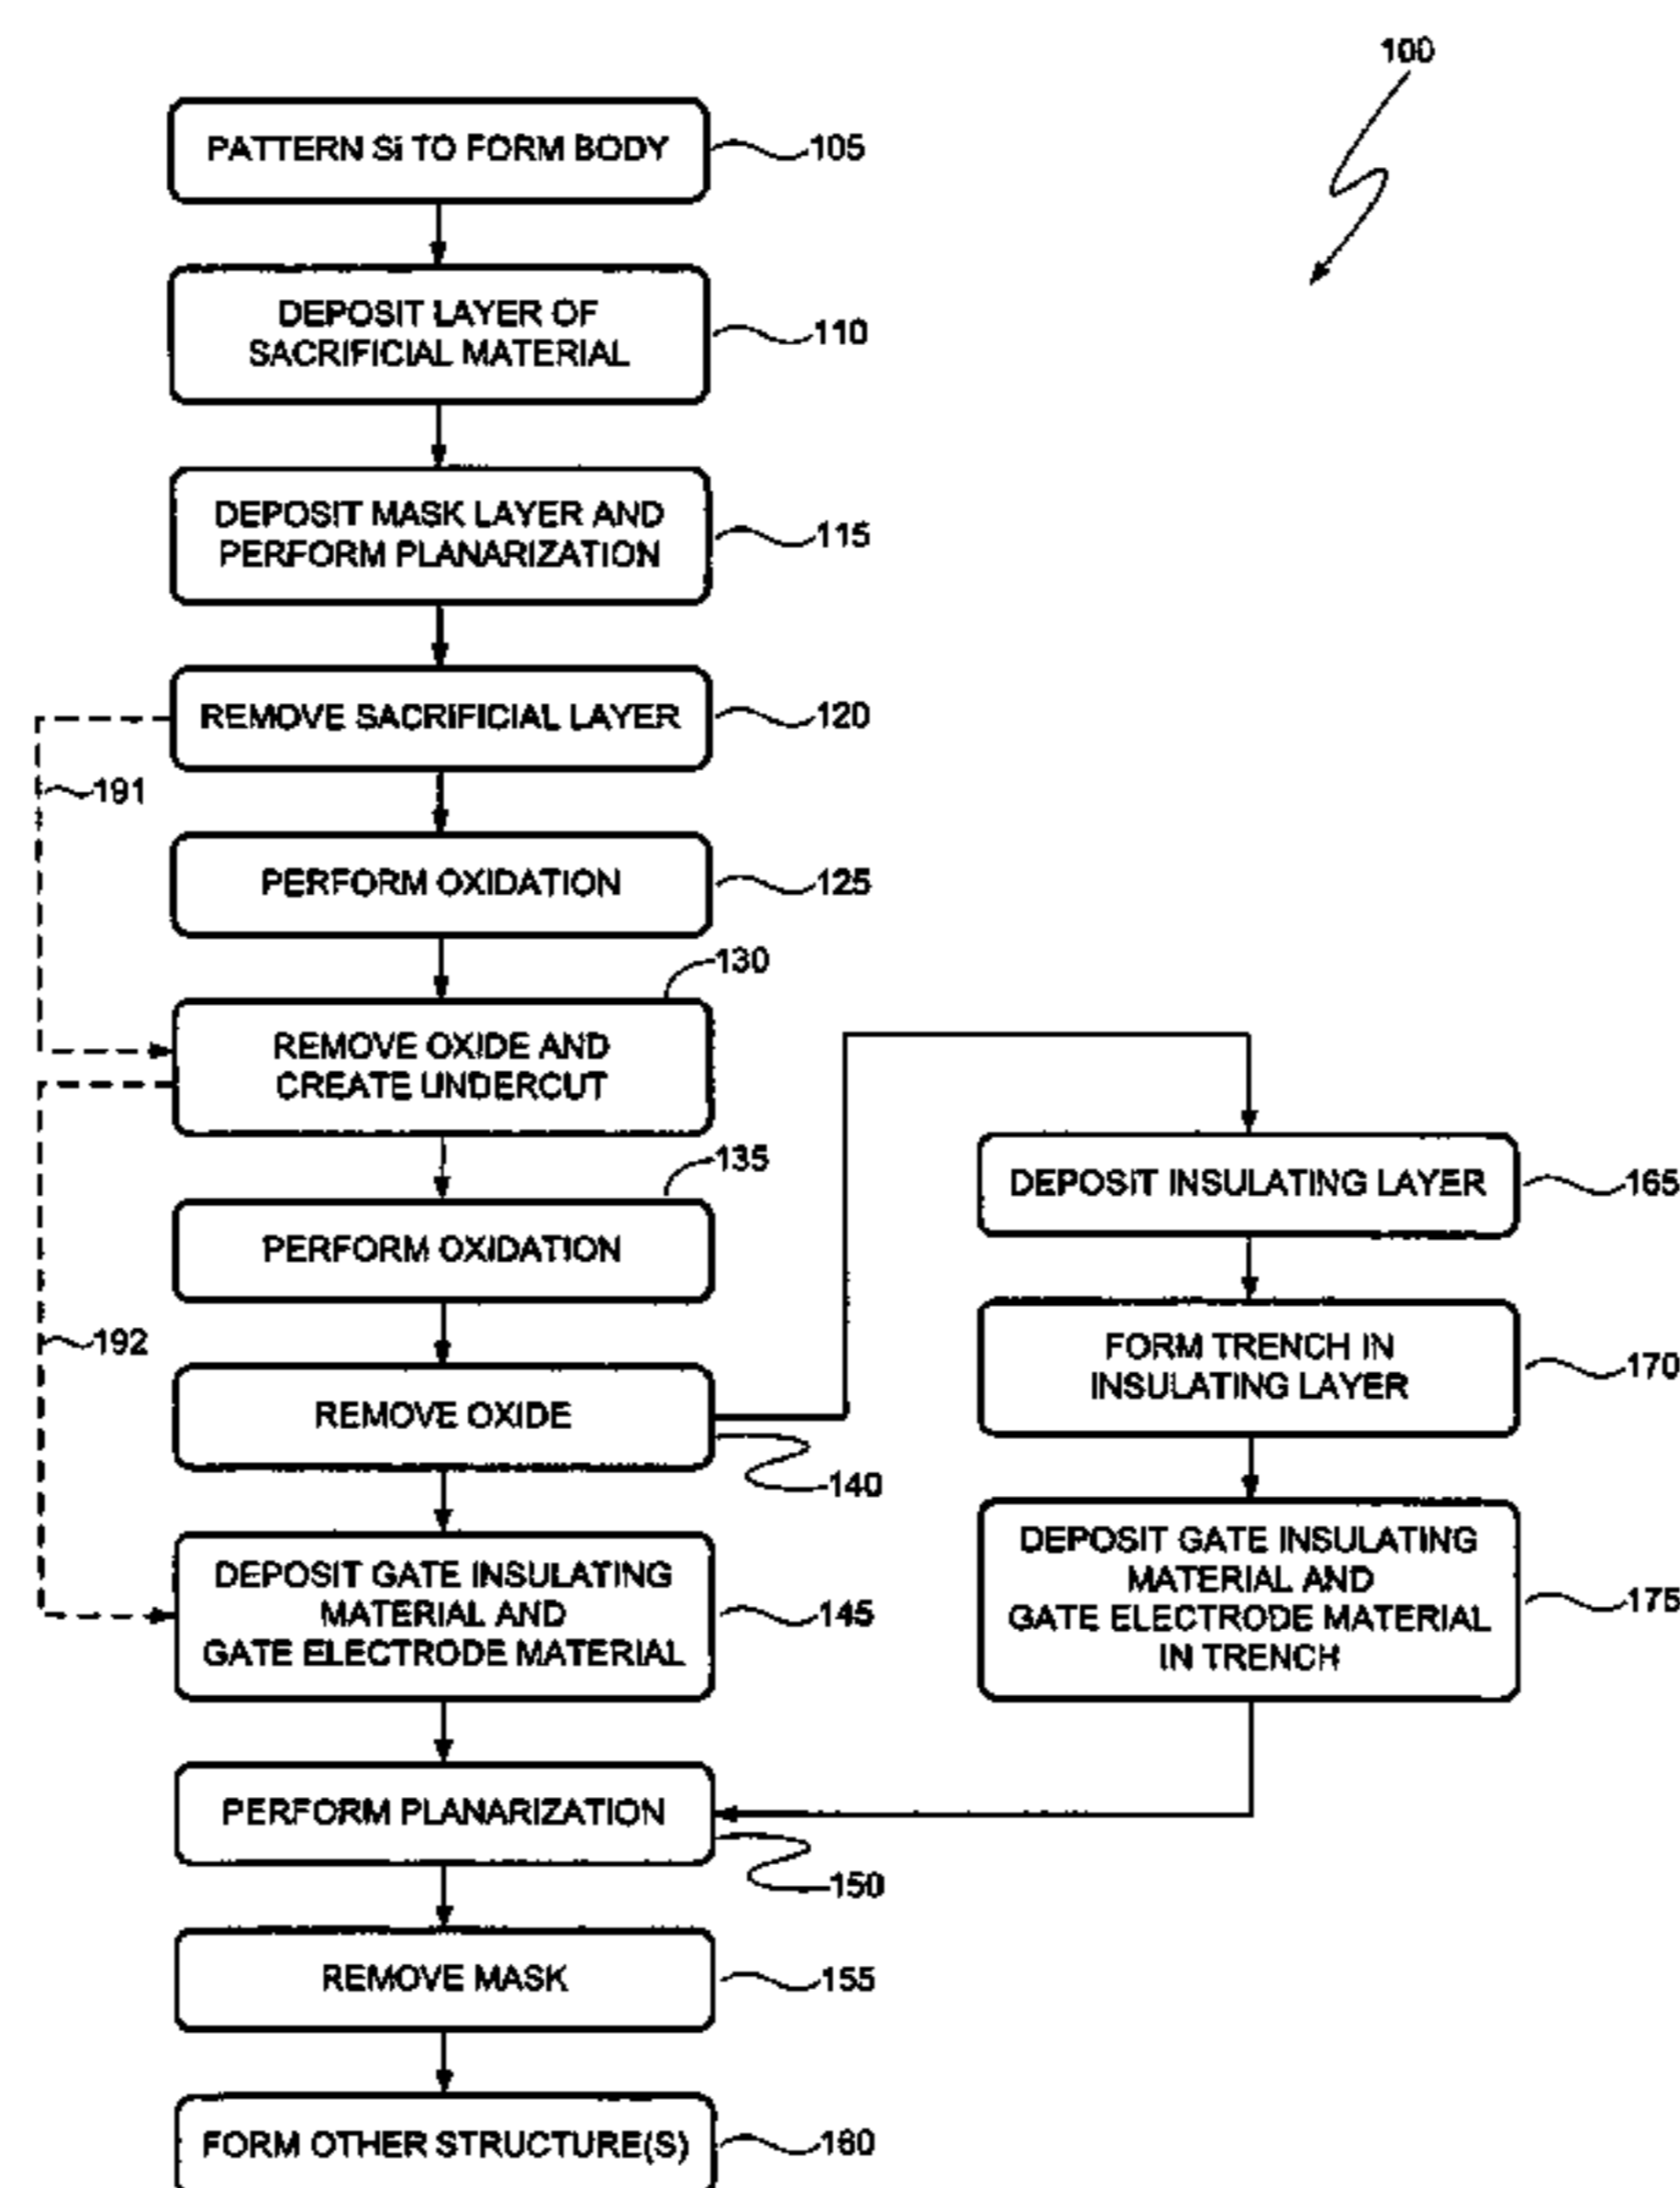 100
PATTERN Si TO FORM BODY
105
DEPOSIT LAYER OF
SACRIFICIAL MATERIAL
110
DEPOSIT MASK LAYER AND
PERFORM PLANARIZATION
115
REMOVE SACRIFICIAL LAYER
120
191
PERFORM OXIDATION
125
130
REMOVE OXIDE AND
CREATE UNDERCUT
135
PERFORM OXIDATION
192
REMOVE OXIDE
140
DEPOSIT GATE INSULATING
MATERIAL AND
GATE ELECTRODE MATERIAL
145
PERFORM PLANARIZATION
150
REMOVE MASK
155
FORM OTHER STRUCTURE(S)
160
DEPOSIT INSULATING LAYER
165
FORM TRENCH IN
INSULATING LAYER
170
DEPOSIT GATE INSULATING
MATERIAL AND
GATE ELECTRODE MATERIAL
IN TRENCH
175